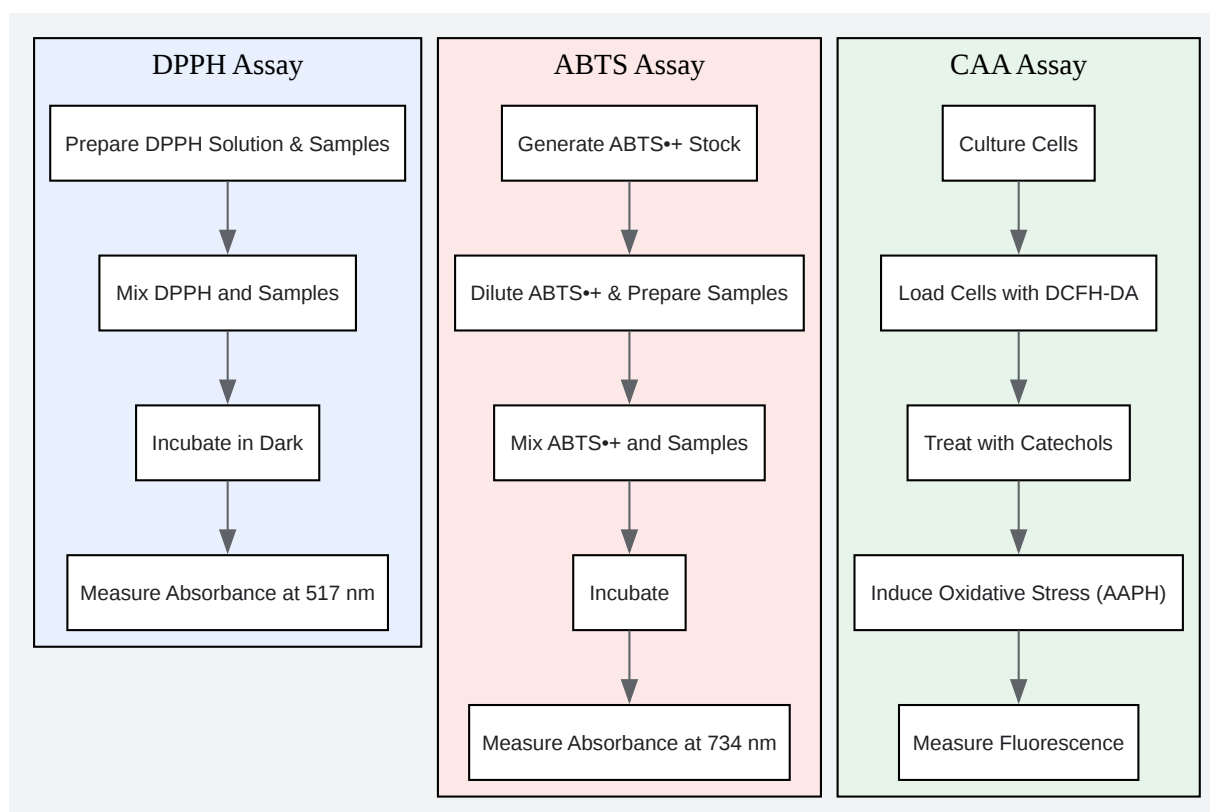 DPPH Assay
Prepare DPPH Solution & Samples
Mix DPPH and Samples
Incubate in Dark
Measure Absorbance at 517 nm
ABTS Assay
Generate ABTS•+ Stock
Dilute ABTS•+ & Prepare Samples
Mix ABTS•+ and Samples
Incubate
Measure Absorbance at 734 nm
CAA Assay
Culture Cells
Load Cells with DCFH-DA
Treat with Catechols
Induce Oxidative Stress (AAPH)
Measure Fluorescence